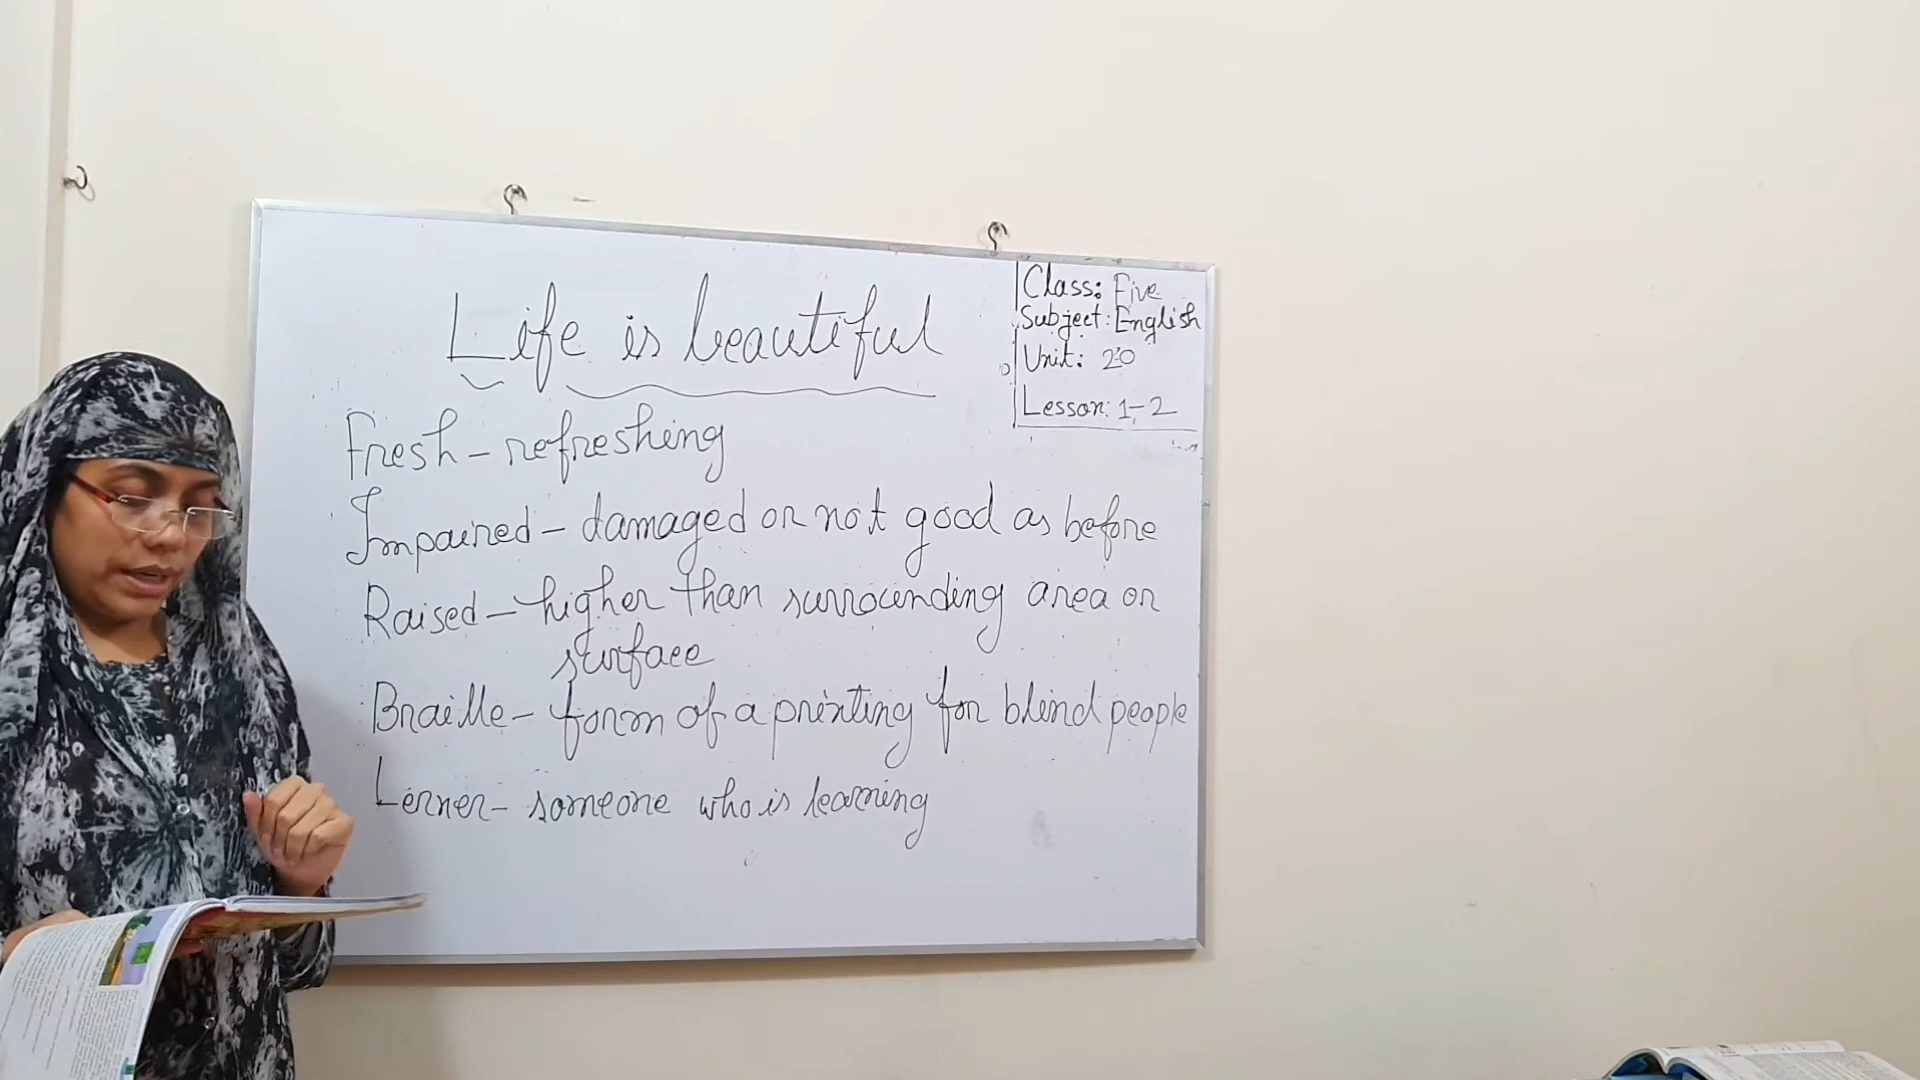 Life is beautiful
Class: Five
Subject: English
Unit: 20
Lesson: 1-2
Fresh - refreshing
Impaired - damaged or not good as before
Raised - higher than surrounding area or
surface
Braille - form of a printing for blind people
Lerner - someone who is learning